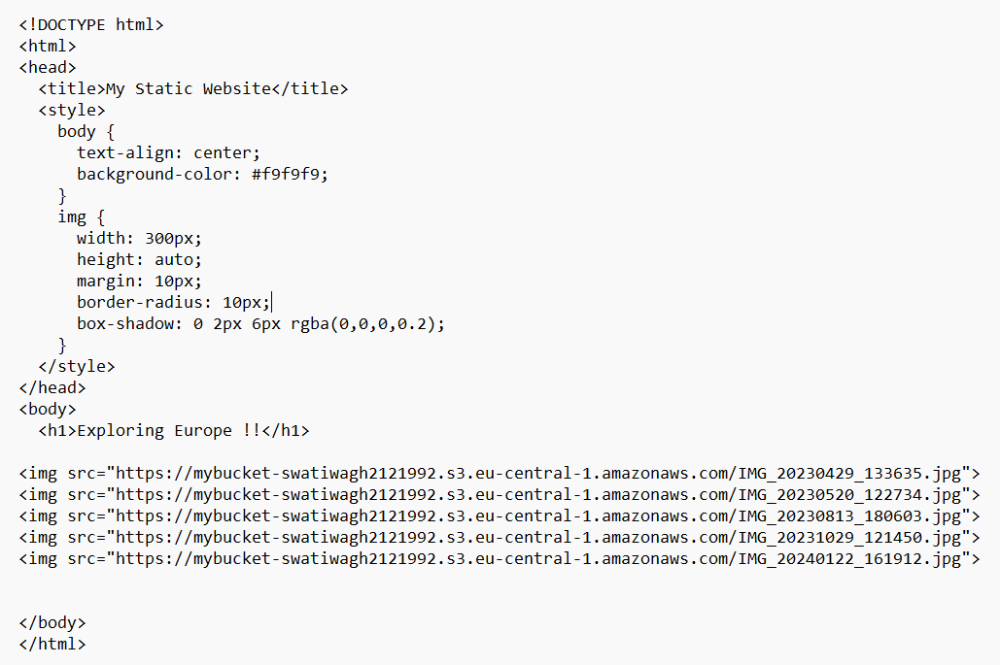 <!DOCTYPE html>
<html>
<head>
  <title>My Static Website</title>
  <style>
    body {
      text-align: center;
      background-color: #f9f9f9;
    }
    img {
      width: 300px;
      height: auto;
      margin: 10px;
      border-radius: 10px;
      box-shadow: 0 2px 6px rgba(0,0,0,0.2);
    }
  </style>
</head>
<body>
  <h1>Exploring Europe !!</h1>

<img src="https://mybucket-swatiwagh2121992.s3.eu-central-1.amazonaws.com/IMG_20230429_133635.jpg">
<img src="https://mybucket-swatiwagh2121992.s3.eu-central-1.amazonaws.com/IMG_20230520_122734.jpg">
<img src="https://mybucket-swatiwagh2121992.s3.eu-central-1.amazonaws.com/IMG_20230813_180603.jpg">
<img src="https://mybucket-swatiwagh2121992.s3.eu-central-1.amazonaws.com/IMG_20231029_121450.jpg">
<img src="https://mybucket-swatiwagh2121992.s3.eu-central-1.amazonaws.com/IMG_20240122_161912.jpg">

</body>
</html>